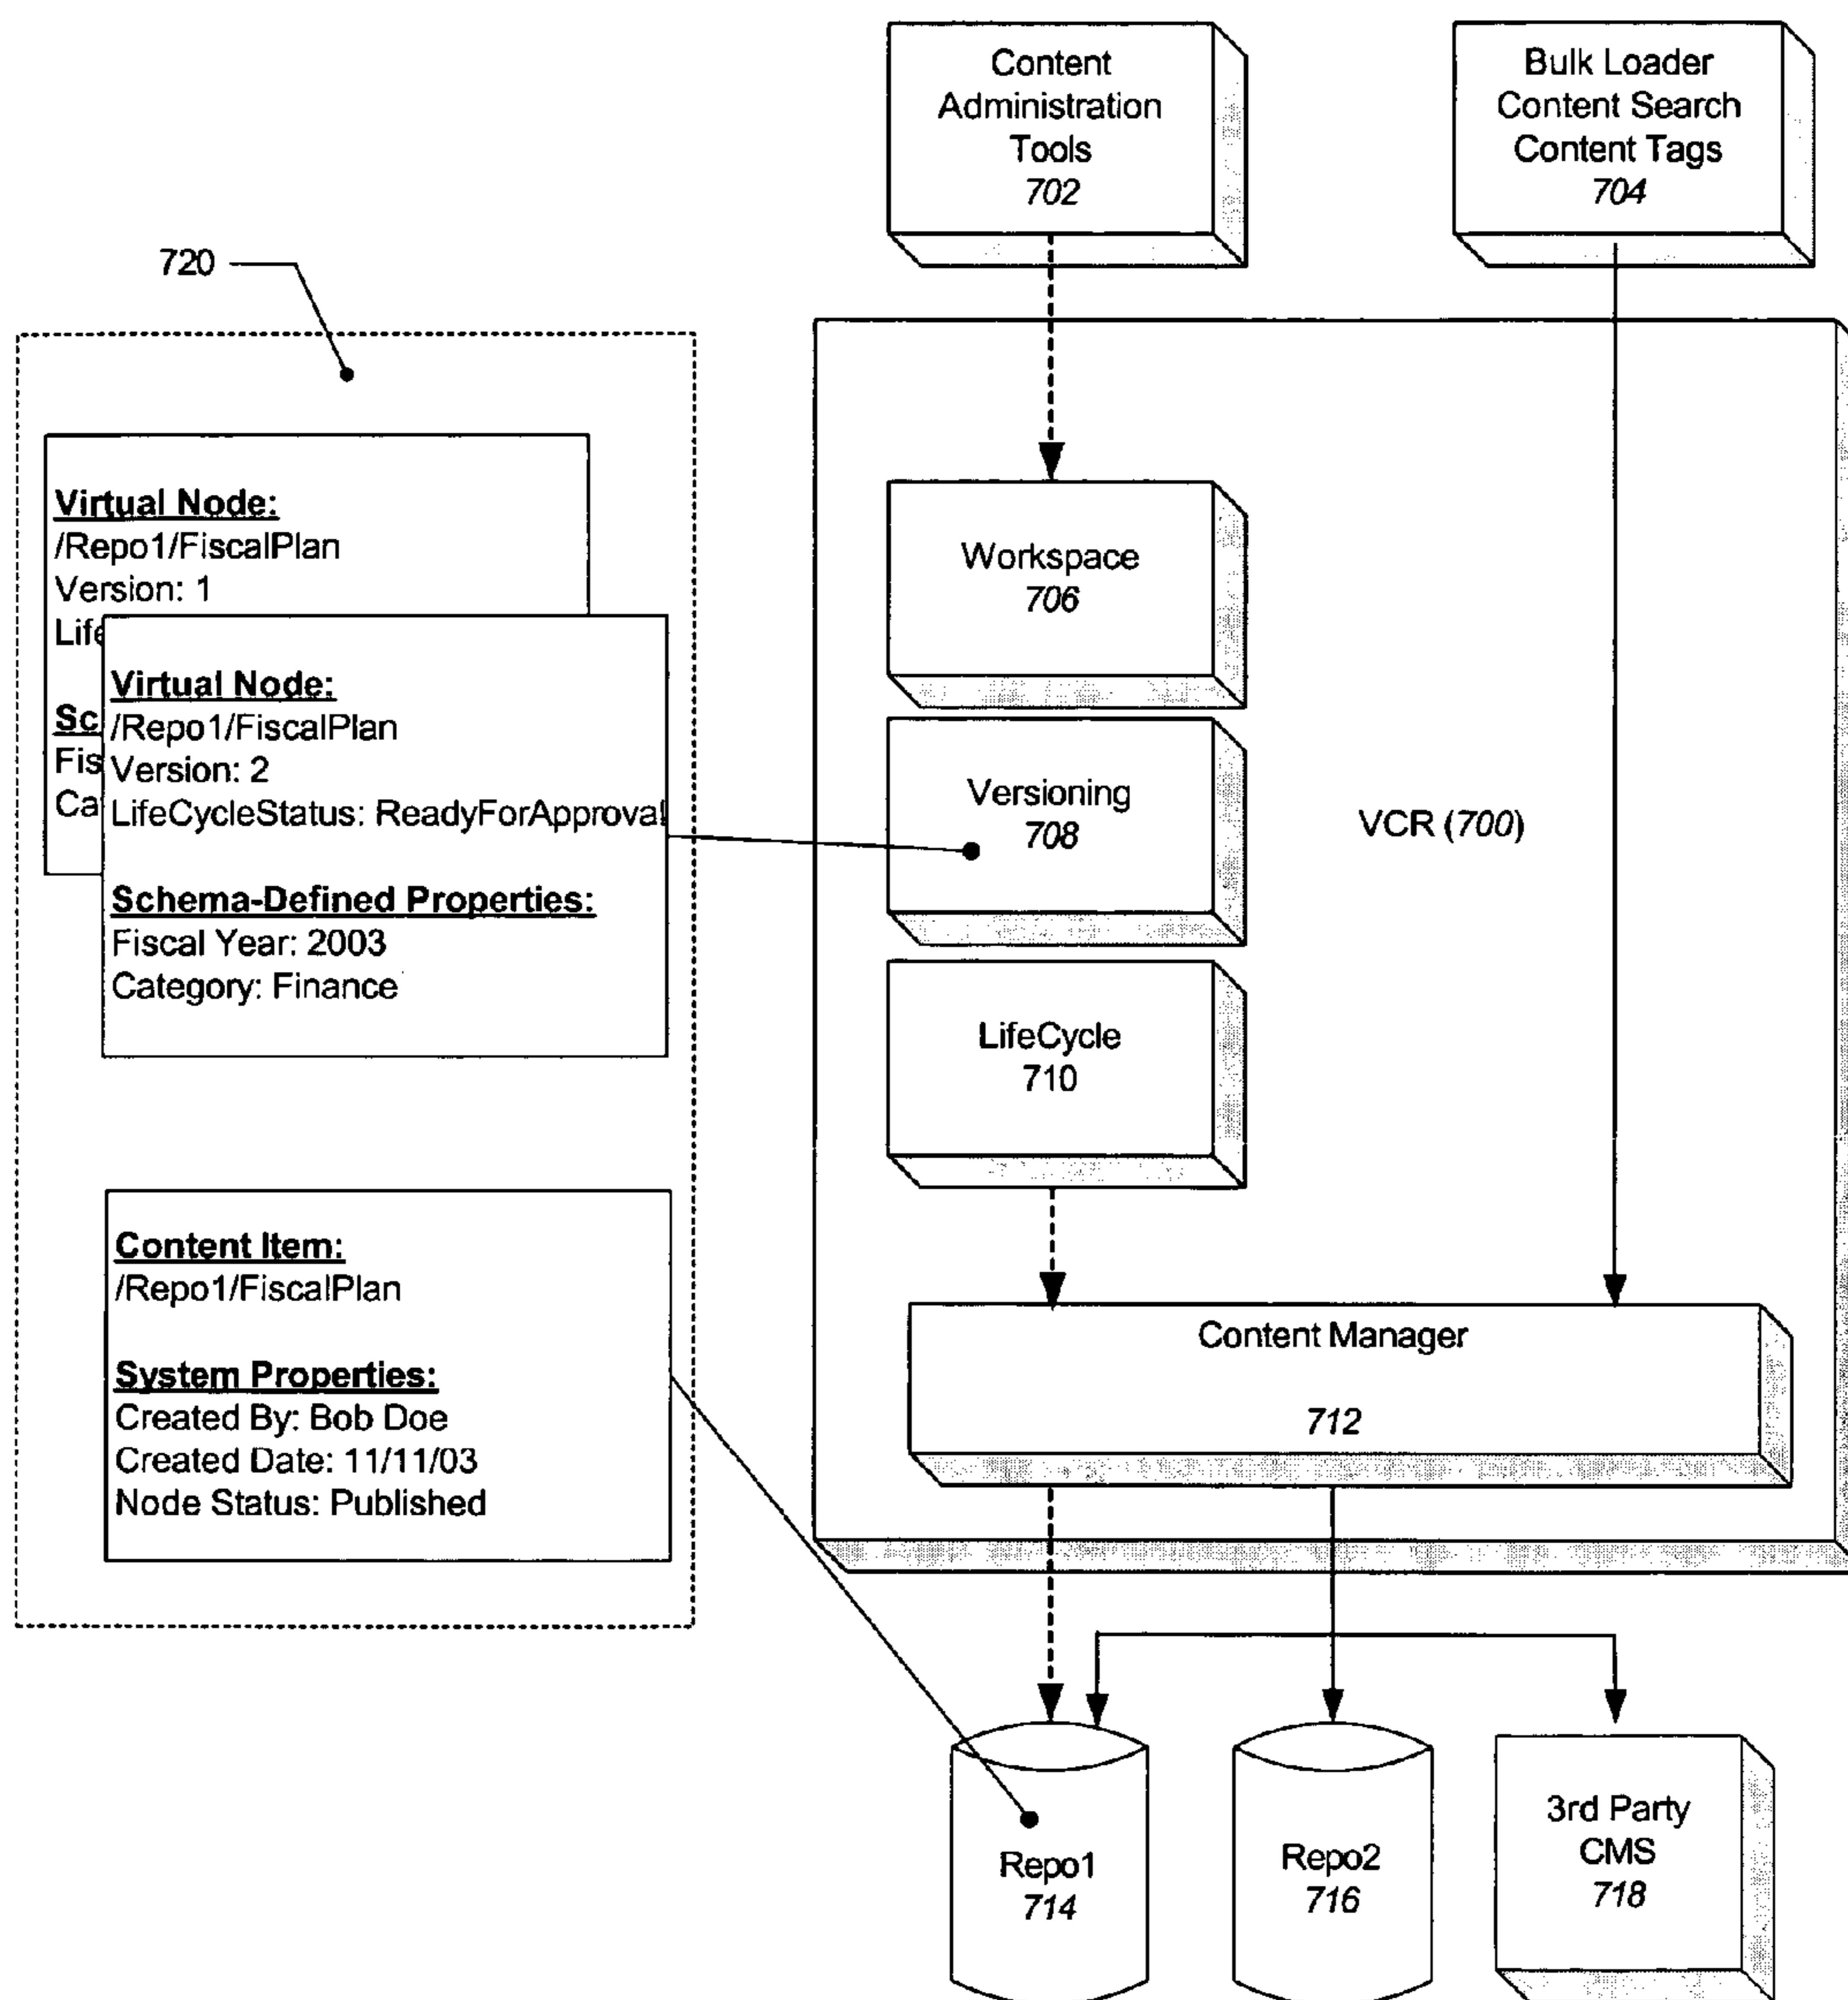 Content
Administration
Tools
702
Bulk Loader
Content Search
Content Tags
704
720
Virtual Node:
/Repo1/FiscalPlan
Version: 1
Life
Sc
Fis
Ca
Virtual Node:
/Repo1/FiscalPlan
Version: 2
LifeCycleStatus: ReadyForApproval
Schema-Defined Properties:
Fiscal Year: 2003
Category: Finance
Content Item:
/Repo1/FiscalPlan
System Properties:
Created By: Bob Doe
Created Date: 11/11/03
Node Status: Published
Workspace
706
Versioning
708
VCR (700)
LifeCycle
710
Content Manager
712
Repo1
714
Repo2
716
3rd Party
CMS
718